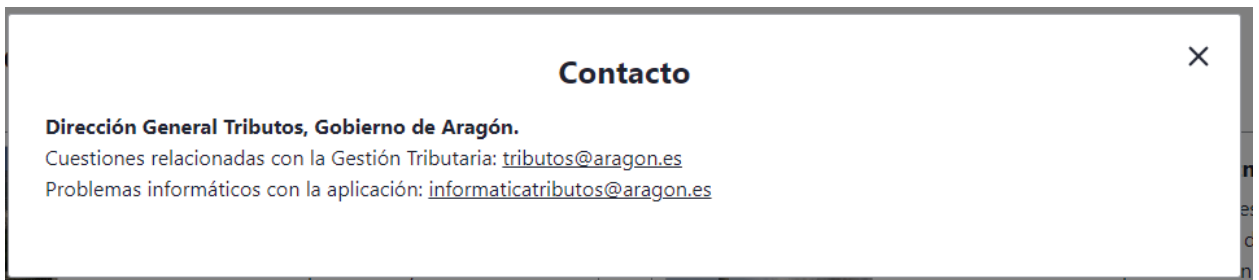 Contacto
Dirección General Tributos, Gobierno de Aragón.
Cuestiones relacionadas con la Gestión Tributaria: tributos@aragon.es
Problemas informáticos con la aplicación: informaticatributos@aragon.es